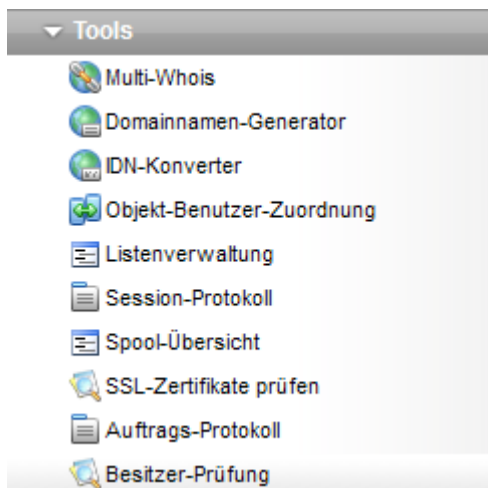 Tools
Multi-Whois
Domainnamen-Generator
IDN-Konverter
Objekt-Benutzer-Zuordnung
Listenverwaltung
Session-Protokoll
Spool-Übersicht
SSL-Zertifikate prüfen
Auftrags-Protokoll
Besitzer-Prüfung